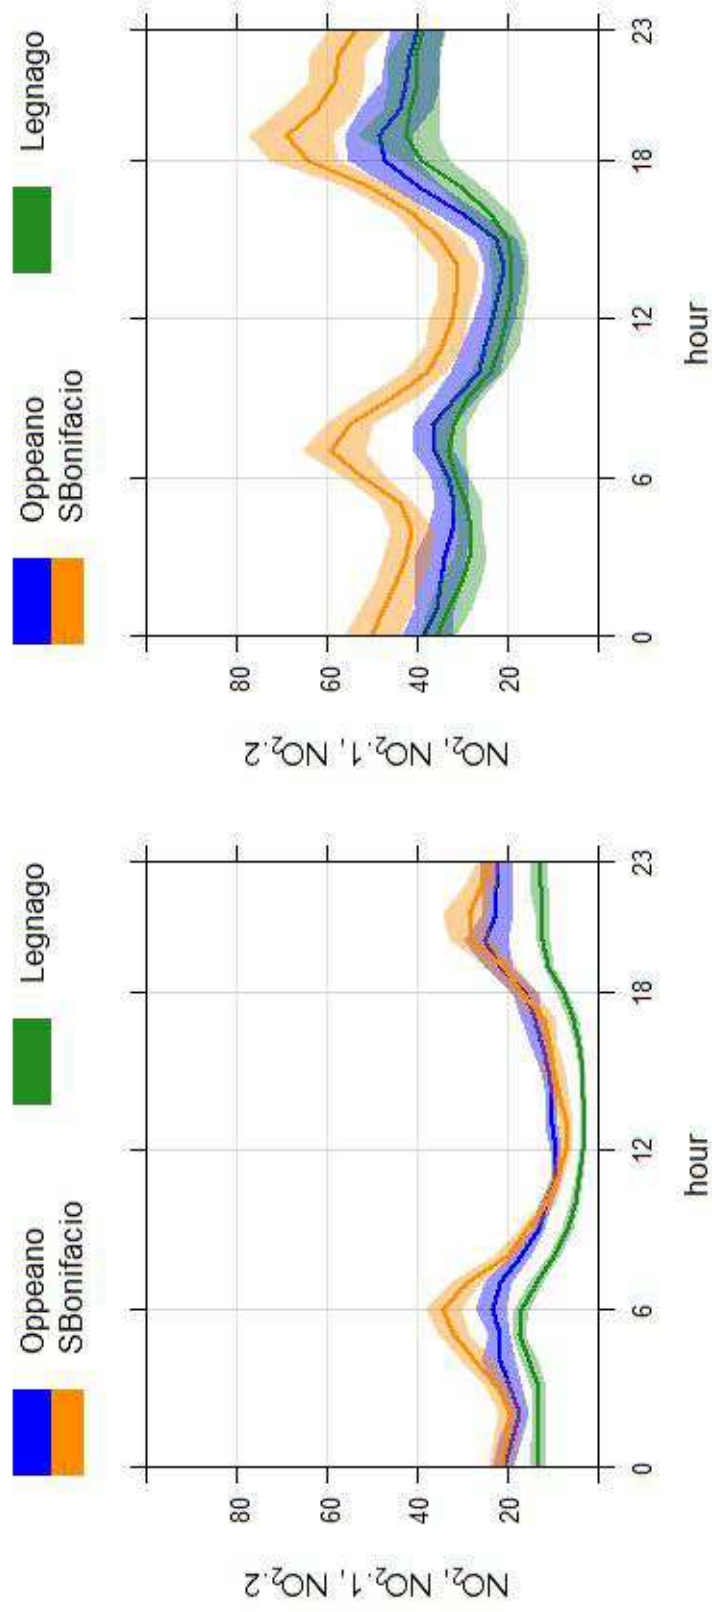 Oppeano Legnago
SBonifacio
80
60
40
20
NO₂, NO₂.1, NO₂.2
0 6 12 18 23
hour
Oppeano Legnago
SBonifacio
80
60
40
20
NO₂, NO₂.1, NO₂.2
0 6 12 18 23
hour